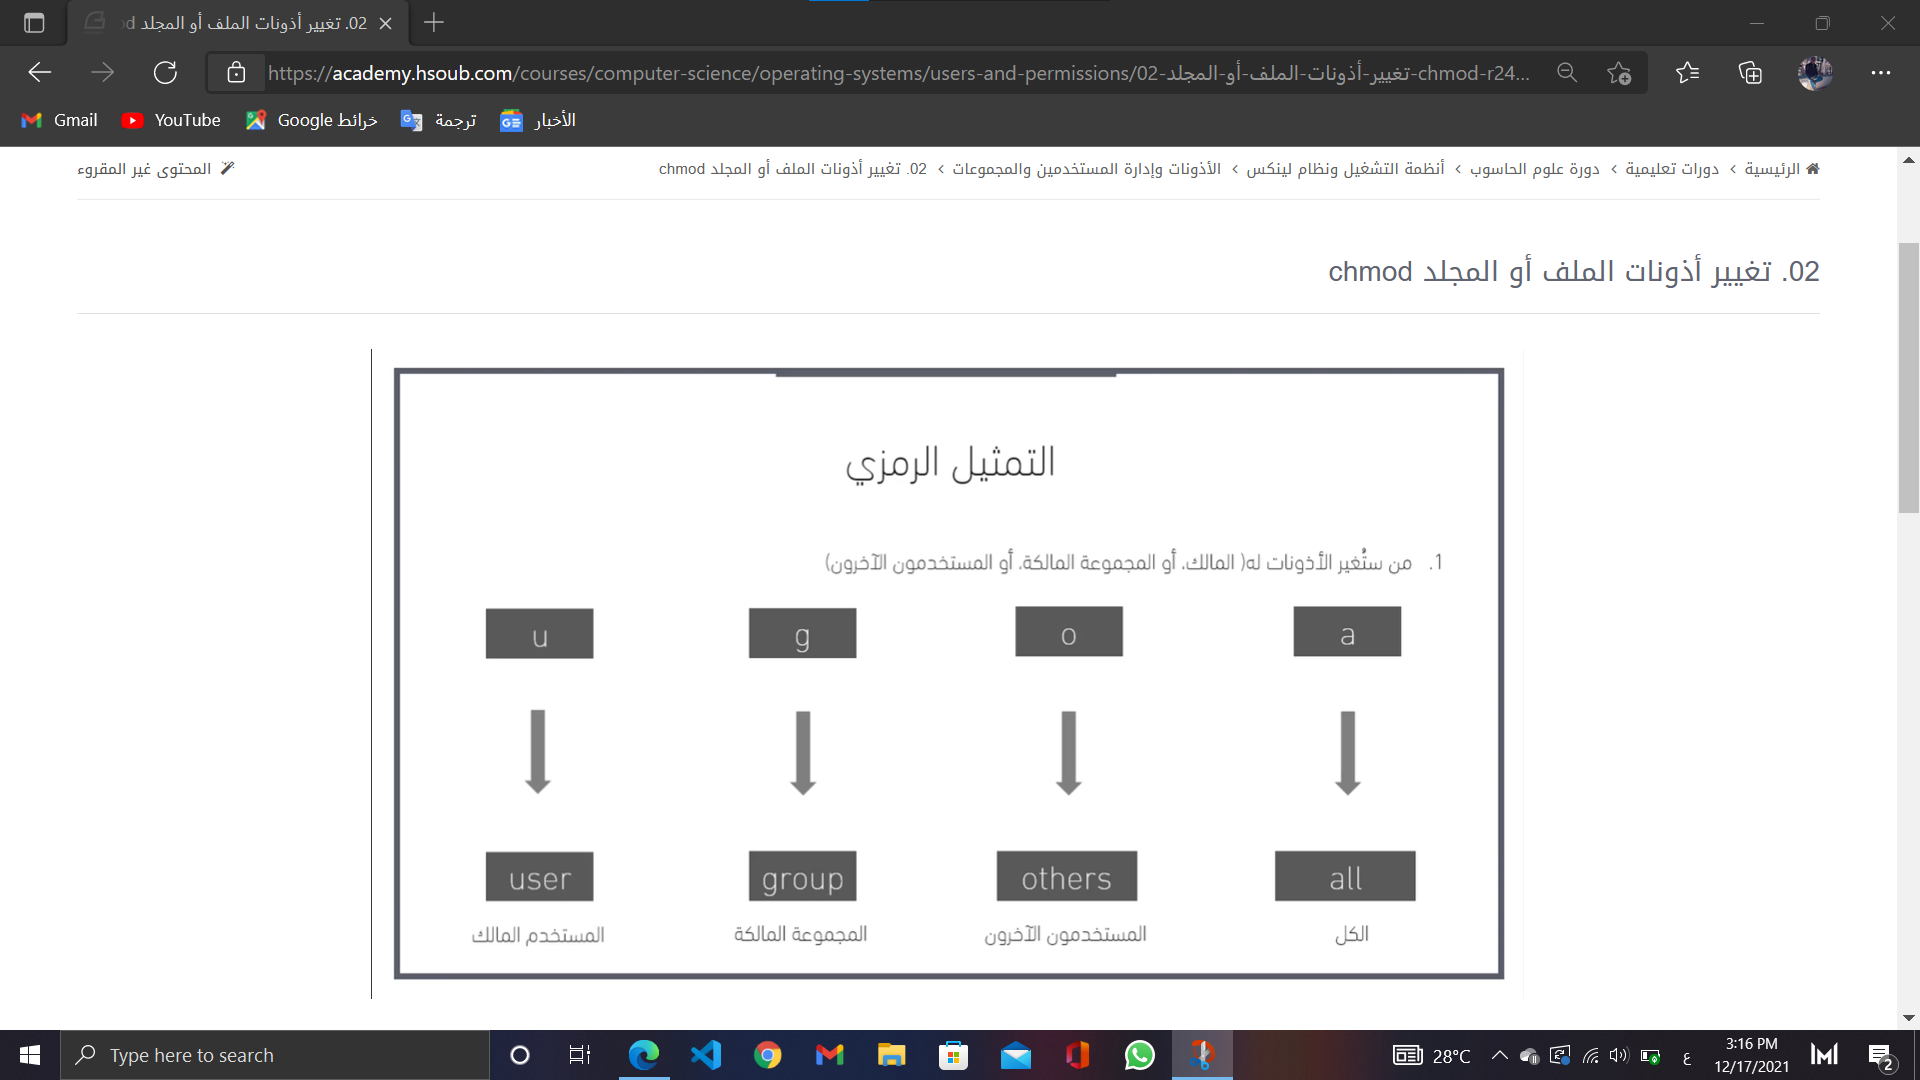 02. تغيير أذونات الملف أو المجلد
https://academy.hsoub.com/courses/computer-science/operating-systems/users-and-permissions/02-تغيير-أذونات-الملف-أو-المجلد-chmod-r24...
Gmail YouTube خرائط Google ترجمة الأخبار
الرئيسية › دورات تعليمية › دورة علوم الحاسوب › أنظمة التشغيل ونظام لينكس › الأذونات وإدارة المستخدمين والمجموعات › 02. تغيير أذونات الملف أو المجلد chmod
المحتوى غير المقروء
02. تغيير أذونات الملف أو المجلد chmod
التمثيل الرمزي
1. من ستُغير الأذونات له( المالك، أو المجموعة المالكة، أو المستخدمون الآخرون)
u g o a
user group others all
المستخدم المالك المجموعة المالكة المستخدمون الآخرون الكل
Type here to search
28°C
ع
3:16 PM
12/17/2021
2